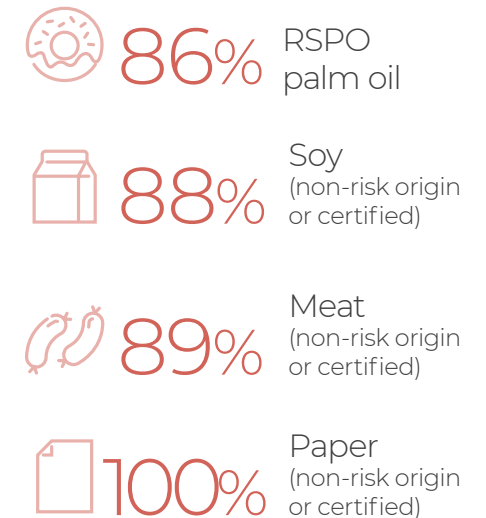 86% RSPO
palm oil
88% Soy
(non-risk origin
or certified)
89% Meat
(non-risk origin
or certified)
100% Paper
(non-risk origin
or certified)